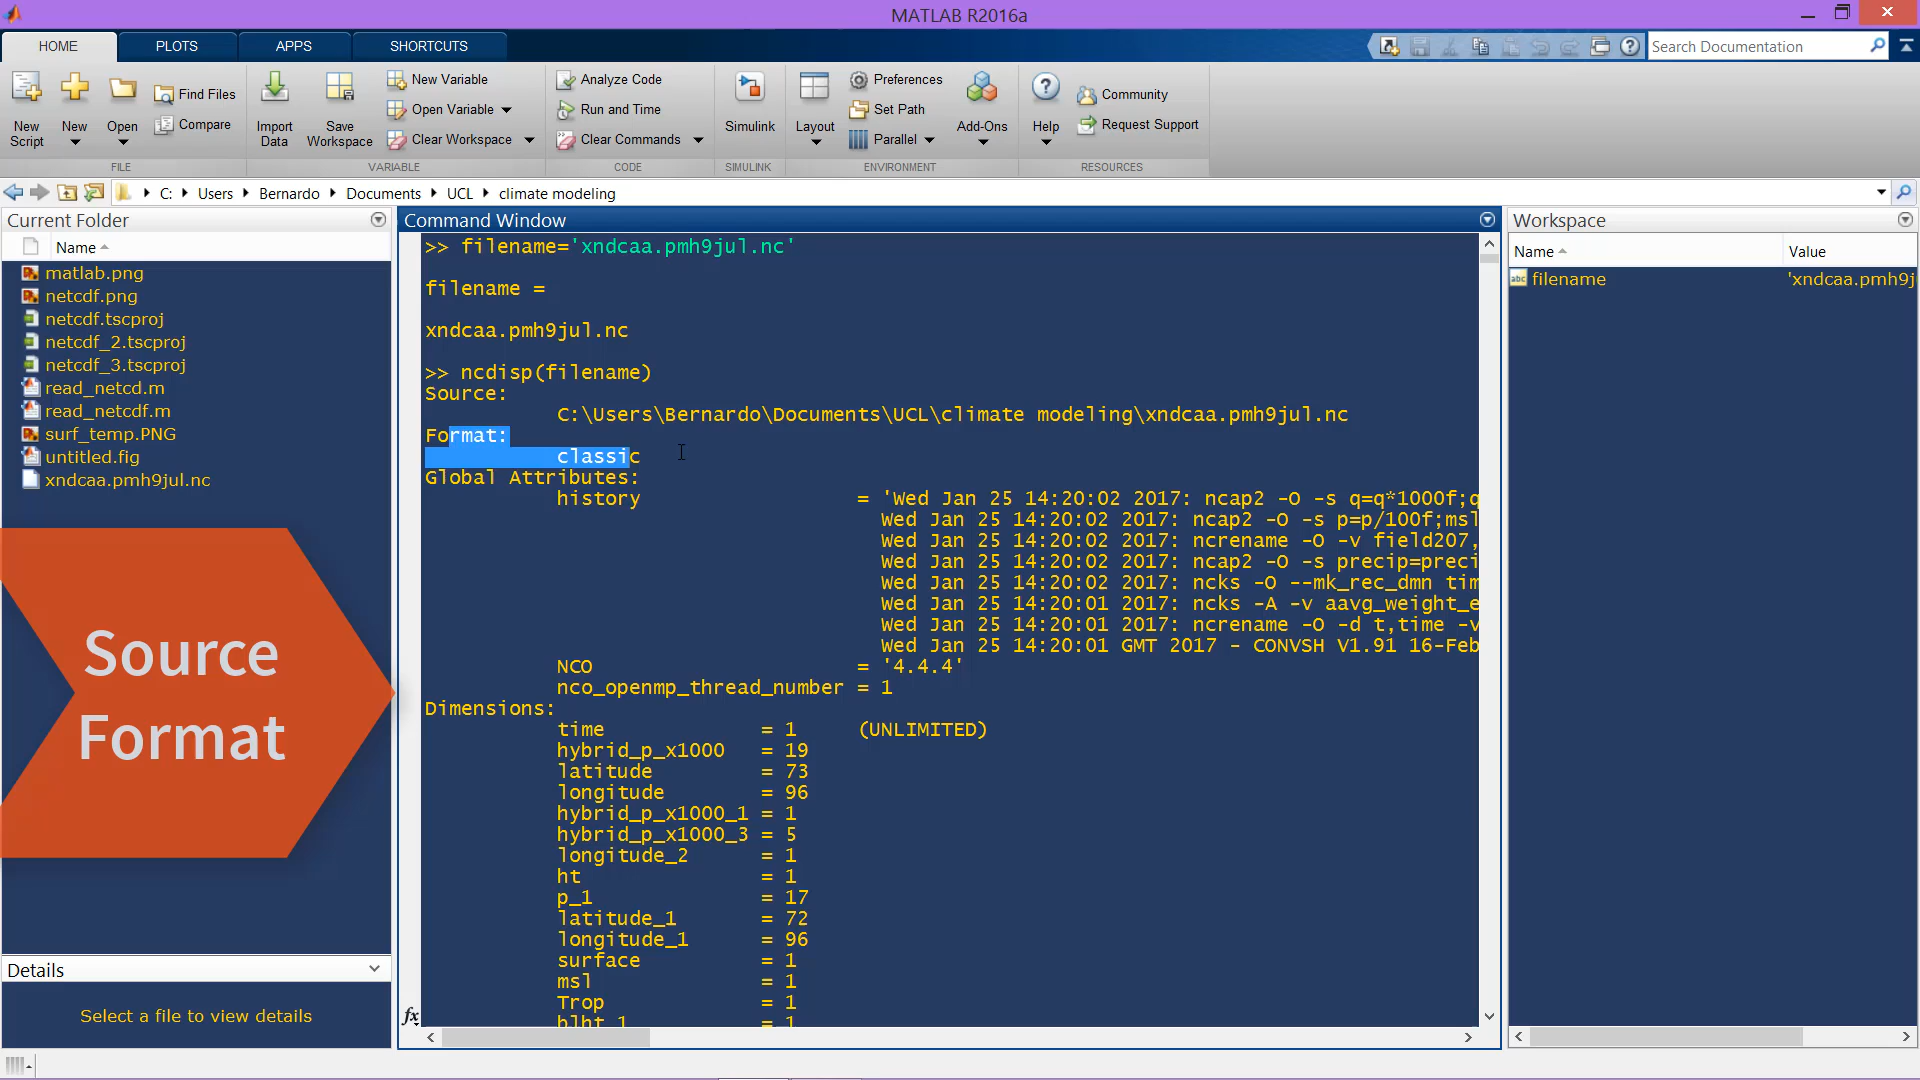 MATLAB R2016a
HOME PLOTS APPS SHORTCUTS
Search Documentation
New Script
New
Open
Find Files
Compare
FILE
Import Data
Save Workspace
New Variable
Open Variable
Clear Workspace
VARIABLE
Analyze Code
Run and Time
Clear Commands
CODE
Simulink
SIMULINK
Layout
Preferences
Set Path
Parallel
Add-Ons
ENVIRONMENT
Help
Community
Request Support
RESOURCES
C: Users Bernardo Documents UCL climate modeling
Current Folder
Name
matlab.png
netcdf.png
netcdf.tscproj
netcdf_2.tscproj
netcdf_3.tscproj
read_netcd.m
read_netcdf.m
surf_temp.PNG
untitled.fig
xndcaa.pmh9jul.nc
Source
Format
Details
Select a file to view details
Command Window
>> filename='xndcaa.pmh9jul.nc'
filename =
xndcaa.pmh9jul.nc
>> ncdisp(filename)
Source:
C:\Users\Bernardo\Documents\UCL\climate modeling\xndcaa.pmh9jul.nc
Format:
classic
Global Attributes:
history = 'Wed Jan 25 14:20:02 2017: ncap2 -O -s q=q*1000f;q
Wed Jan 25 14:20:02 2017: ncap2 -O -s p=p/100f;msl
Wed Jan 25 14:20:02 2017: ncrename -O -v field207,
Wed Jan 25 14:20:02 2017: ncap2 -O -s precip=preci
Wed Jan 25 14:20:02 2017: ncks -O --mk_rec_dmn tim
Wed Jan 25 14:20:01 2017: ncks -A -v aavg_weight_e
Wed Jan 25 14:20:01 2017: ncrename -O -d t,time -v
Wed Jan 25 14:20:01 GMT 2017 - CONVSH V1.91 16-Feb
NCO = '4.4.4'
nco_openmp_thread_number = 1
Dimensions:
time = 1 (UNLIMITED)
hybrid_p_x1000 = 19
latitude = 73
longitude = 96
hybrid_p_x1000_1 = 1
hybrid_p_x1000_3 = 5
longitude_2 = 1
ht = 1
p_1 = 17
latitude_1 = 72
longitude_1 = 96
surface = 1
msl = 1
Trop = 1
blht_1 = 1
fx
Workspace
Name Value
abc filename 'xndcaa.pmh9j